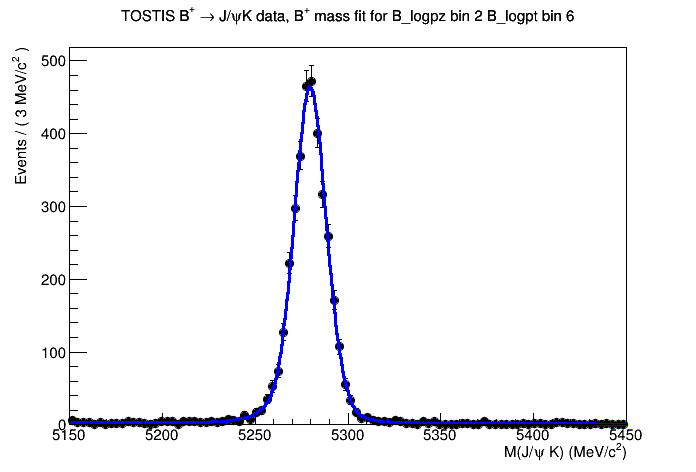 TOSTIS B⁺ → J/ψK data, B⁺ mass fit for B_logpz bin 2 B_logpt bin 6
Events / ( 3 MeV/c² )
500
400
300
200
100
0
5150 5200 5250 5300 5350 5400 5450
M(J/ψ K) (MeV/c²)